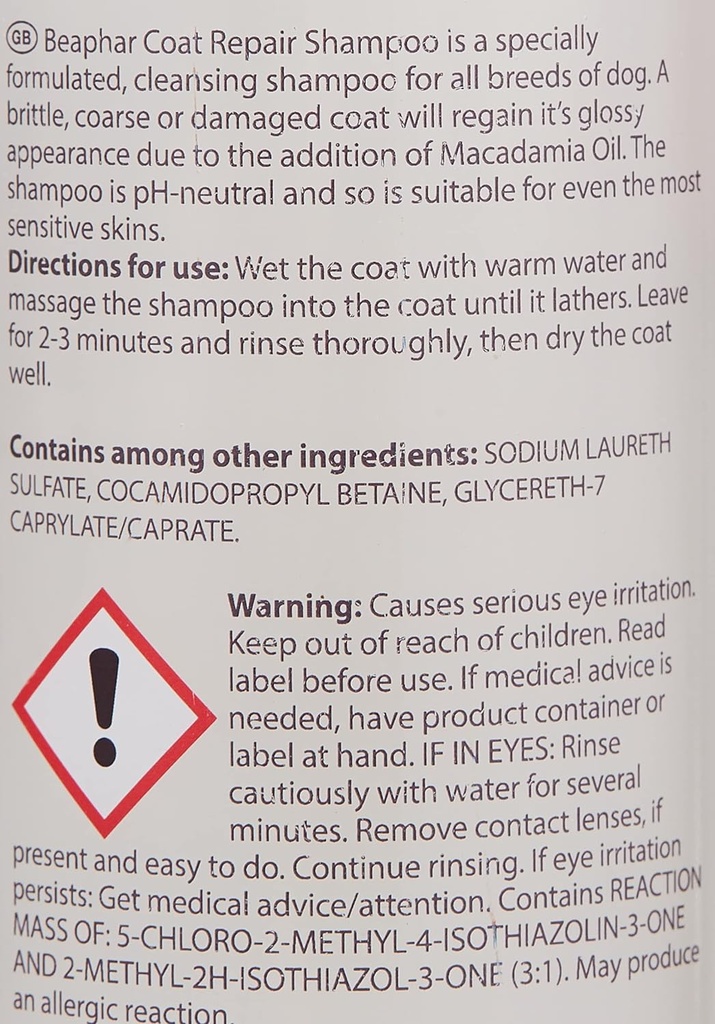 GB Beaphar Coat Repair Shampoo is a specially
formulated, cleansing shampoo for all breeds of dog. A
brittle, coarse or damaged coat will regain it's glossy
appearance due to the addition of Macadamia Oil. The
shampoo is pH-neutral and so is suitable for even the most
sensitive skins.
Directions for use: Wet the coat with warm water and
massage the shampoo into the coat until it lathers. Leave
for 2-3 minutes and rinse thoroughly, then dry the coat
well.
Contains among other ingredients: SODIUM LAURETH
SULFATE, COCAMIDOPROPYL BETAINE, GLYCERETH-7
CAPRYLATE/CAPRATE.
Warning: Causes serious eye irritation.
Keep out of reach of children. Read
label before use. If medical advice is
needed, have product container or
label at hand. IF IN EYES: Rinse
cautiously with water for several
minutes. Remove contact lenses, if
present and easy to do. Continue rinsing. If eye irritation
persists: Get medical advice/attention. Contains REACTION
MASS OF: 5-CHLORO-2-METHYL-4-ISOTHIAZOLIN-3-ONE
AND 2-METHYL-2H-ISOTHIAZOL-3-ONE (3:1). May produce
an allergic reaction.